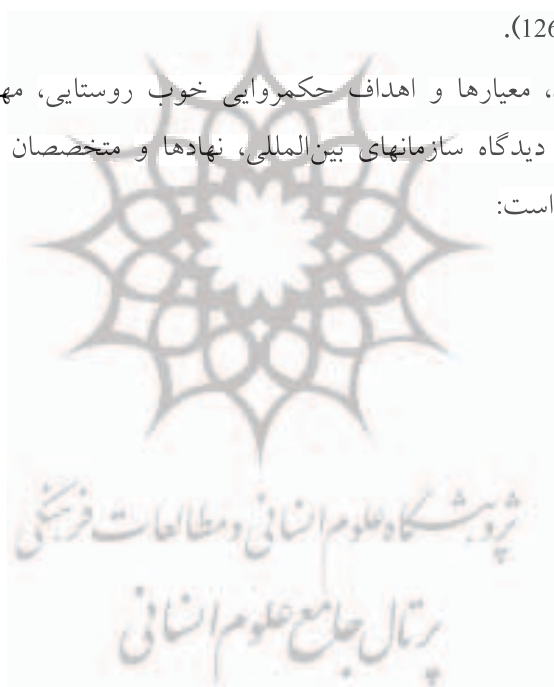 126).
، معیارها و اهداف حکمروایی خوب روستایی،
دیدگاه سازمانهای بین‌المللی، نهادها و متخصصان
است:
پژوهشگاه علوم انسانی و مطالعات فرهنگی
پرتال جامع علوم انسانی